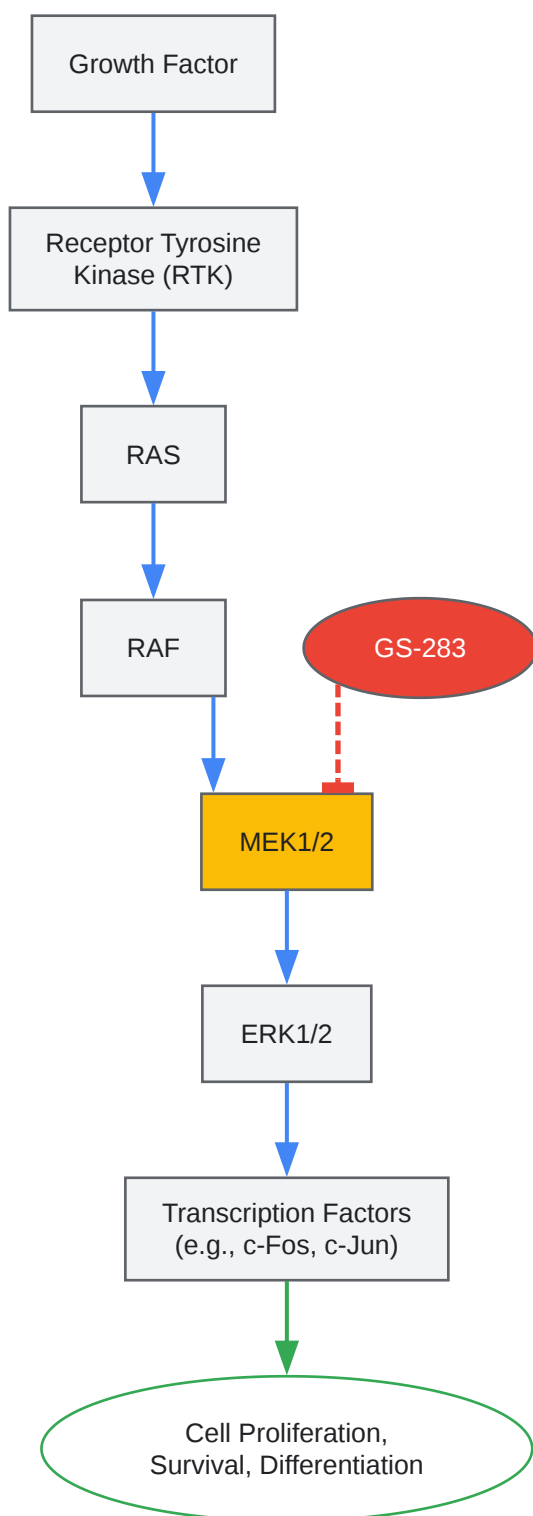 Growth Factor
Receptor Tyrosine
Kinase (RTK)
RAS
RAF
GS-283
MEK1/2
ERK1/2
Transcription Factors
(e.g., c-Fos, c-Jun)
Cell Proliferation,
Survival, Differentiation